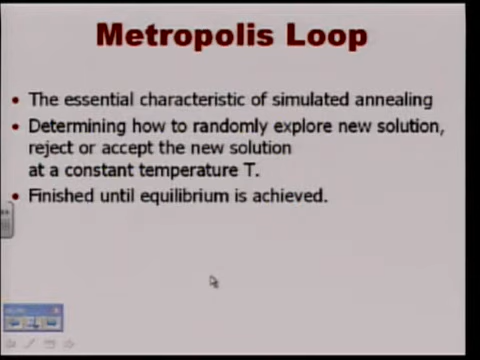 Metropolis Loop
• The essential characteristic of simulated annealing
• Determining how to randomly explore new solution,
reject or accept the new solution
at a constant temperature T.
• Finished until equilibrium is achieved.